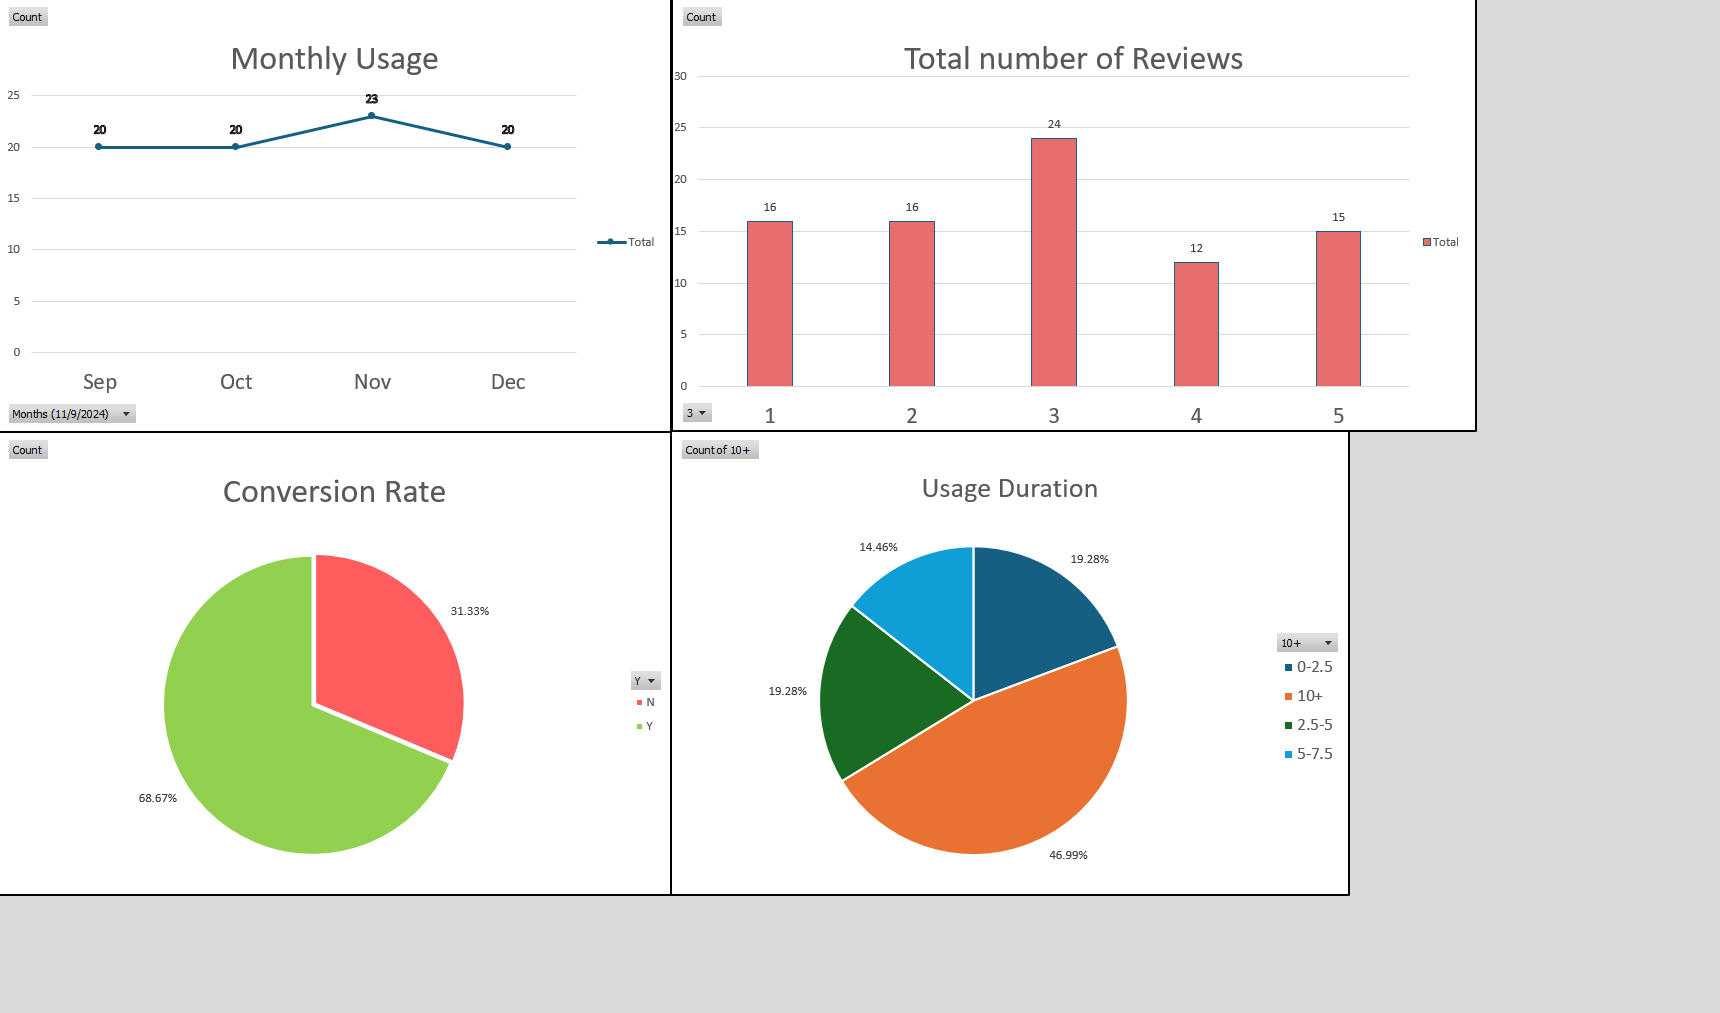 Count
Monthly Usage
25
20
15
10
5
0
20
20
23
20
Total
Sep
Oct
Nov
Dec
Months (11/9/2024)
Count
Total number of Reviews
30
25
20
15
10
5
0
16
16
24
12
15
Total
3
1
2
3
4
5
Count
Conversion Rate
31.33%
68.67%
Y
N
Y
Count of 10+
Usage Duration
14.46%
19.28%
19.28%
46.99%
10+
0-2.5
10+
2.5-5
5-7.5